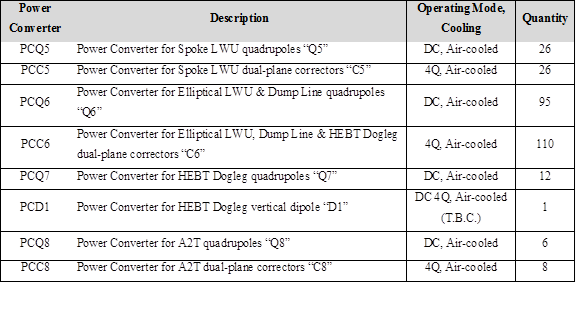 Power Converter Description Operating Mode, Cooling Quantity
PCQ5 Power Converter for Spoke LWU quadrupoles “Q5” DC, Air-cooled 26
PCC5 Power Converter for Spoke LWU dual-plane correctors “C5” 4Q, Air-cooled 26
PCQ6 Power Converter for Elliptical LWU & Dump Line quadrupoles
“Q6” DC, Air-cooled 95
PCC6 Power Converter for Elliptical LWU, Dump Line & HEBT Dogleg
dual-plane correctors “C6” 4Q, Air-cooled 110
PCQ7 Power Converter for HEBT Dogleg quadrupoles “Q7” DC, Air-cooled 12
PCD1 Power Converter for HEBT Dogleg vertical dipole “D1” DC 4Q, Air-cooled
(T.B.C.) 1
PCQ8 Power Converter for A2T quadrupoles “Q8” DC, Air-cooled 6
PCC8 Power Converter for A2T dual-plane correctors “C8” 4Q, Air-cooled 8